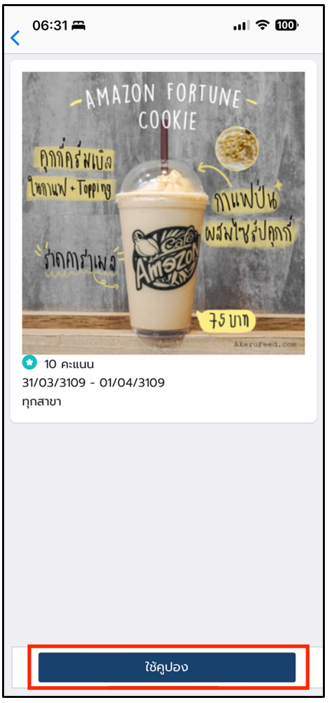 06:31
100
AMAZON FORTUNE
COOKIE
คุกกี้ครัมเบิล
ในกาแฟ + Topping
กาแฟปั่น
ผสมไซรัปคุกกี้
ราดคาราเมล
café
Amazon
75 บาท
AkeruFeed.com
10 คะแนน
31/03/3109 - 01/04/3109
ทุกสาขา
ใช้คูปอง